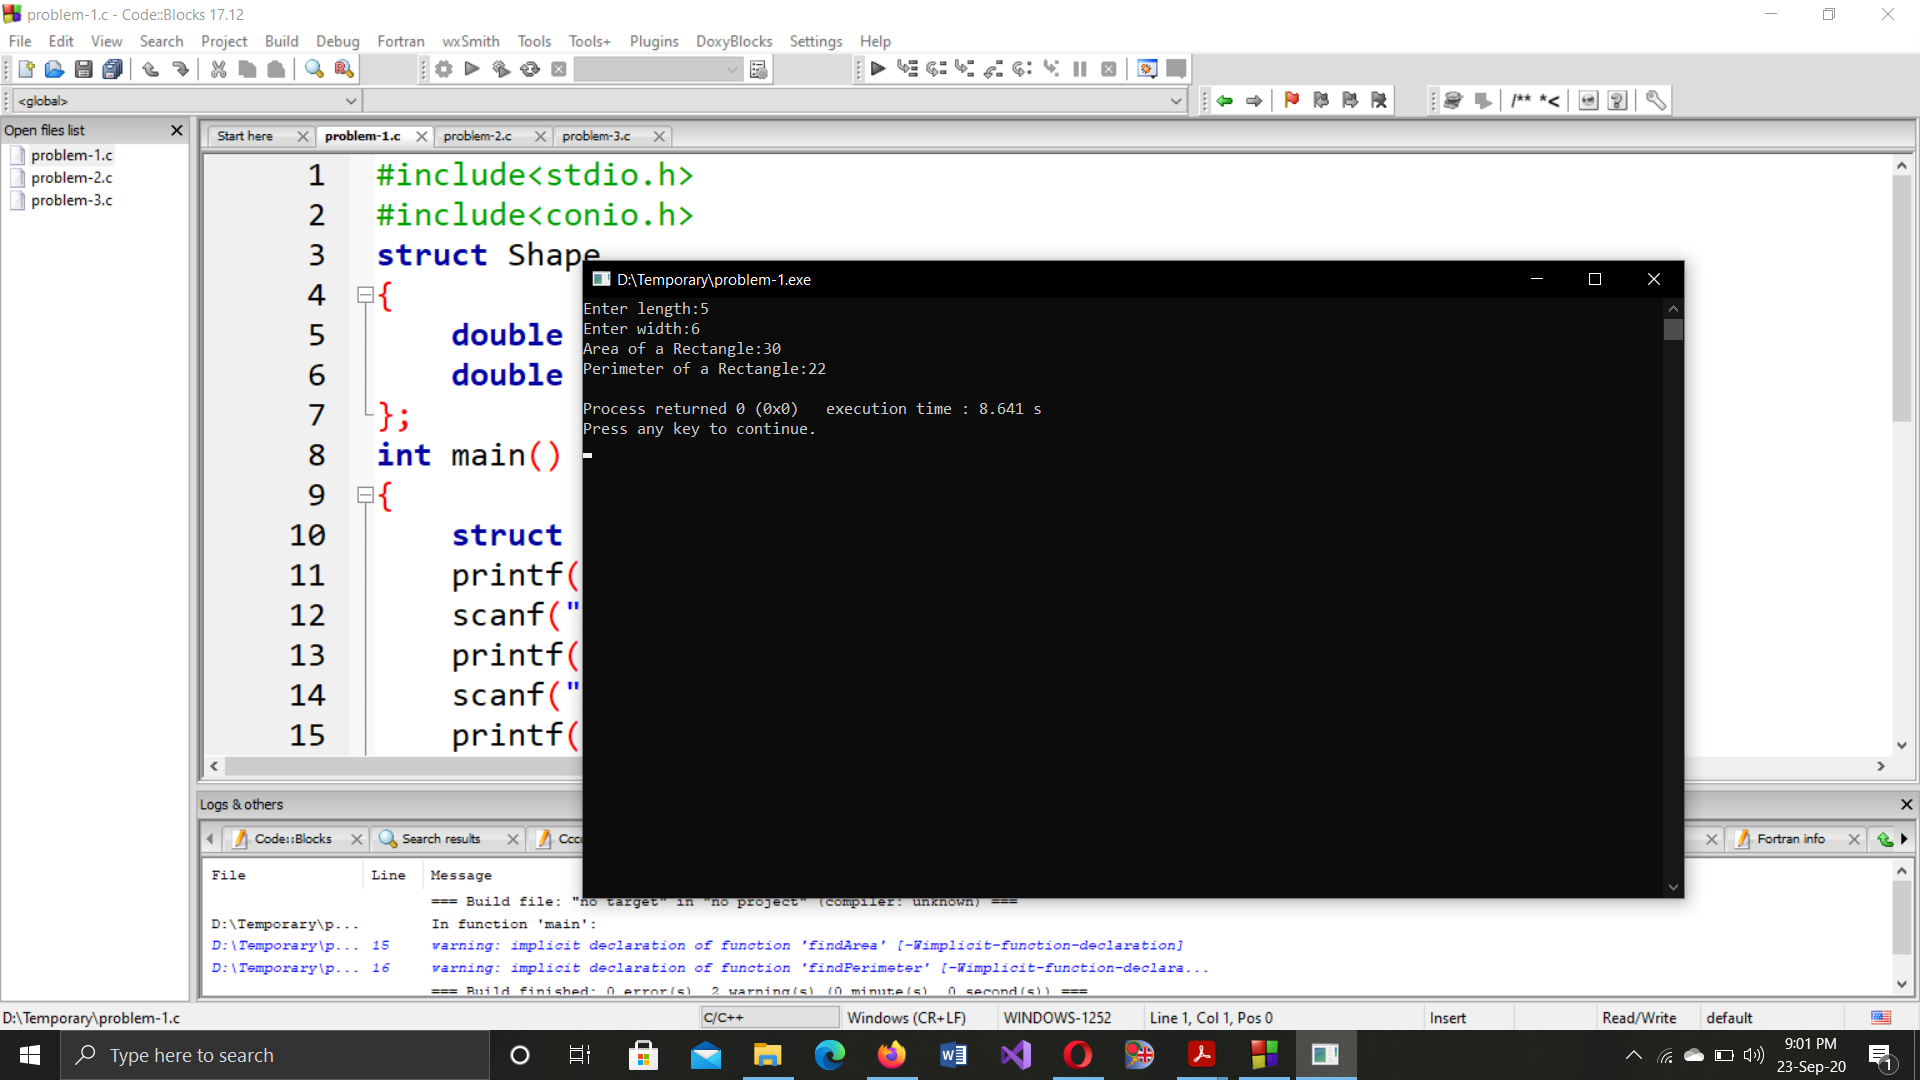 problem-1.c - Code::Blocks 17.12
File Edit View Search Project Build Debug Fortran wxSmith Tools Tools+ Plugins DoxyBlocks Settings Help
<global>
/** *<
Open files list
problem-1.c
problem-2.c
problem-3.c
Start here problem-1.c problem-2.c problem-3.c
1 #include<stdio.h>
2 #include<conio.h>
3 struct Shape
4 {
5 double
6 double
7 };
8 int main()
9 {
10 struct
11 printf(
12 scanf("
13 printf(
14 scanf("
15 printf(
D:\Temporary\problem-1.exe
Enter length:5
Enter width:6
Area of a Rectangle:30
Perimeter of a Rectangle:22
Process returned 0 (0x0) execution time : 8.641 s
Press any key to continue.
Logs & others
Code::Blocks Search results Ccc Fortran info
File Line Message
=== Build file: "no target" in "no project" (compiler: unknown) ===
D:\Temporary\p... In function 'main':
D:\Temporary\p... 15 warning: implicit declaration of function 'findArea' [-Wimplicit-function-declaration]
D:\Temporary\p... 16 warning: implicit declaration of function 'findPerimeter' [-Wimplicit-function-declara...
=== Build finished: 0 error(s), 2 warning(s) (0 minute(s), 0 second(s)) ===
D:\Temporary\problem-1.c C/C++ Windows (CR+LF) WINDOWS-1252 Line 1, Col 1, Pos 0 Insert Read/Write default
Type here to search
9:01 PM
23-Sep-20
1